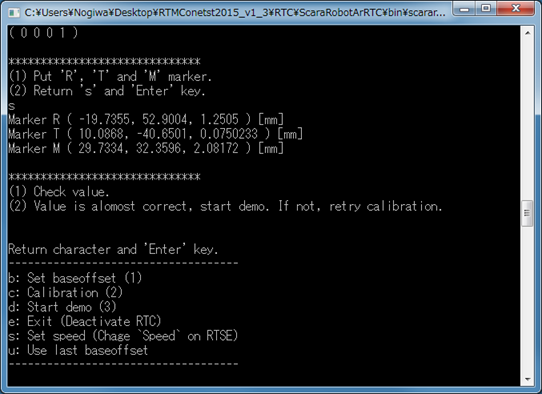 C:¥Users¥Nogiwa¥Desktop¥RTMConetst2015_v1_3¥RTC¥ScaraRobotArRTC¥bin¥scarar...
( 0 0 0 1 )
******************************
(1) Put 'R', 'T' and 'M' marker.
(2) Return 's' and 'Enter' key.
s
Marker R ( -19.7355, 52.9004, 1.2505 ) [mm]
Marker T ( 10.0868, -40.6501, 0.0750233 ) [mm]
Marker M ( 29.7334, 32.3596, 2.08172 ) [mm]
******************************
(1) Check value.
(2) Value is alomost correct, start demo. If not, retry calibration.
Return character and 'Enter' key.
------------------------------------
b: Set baseoffset (1)
c: Calibration (2)
d: Start demo (3)
e: Exit (Deactivate RTC)
s: Set speed (Chage `Speed` on RTSE)
u: Use last baseoffset
------------------------------------